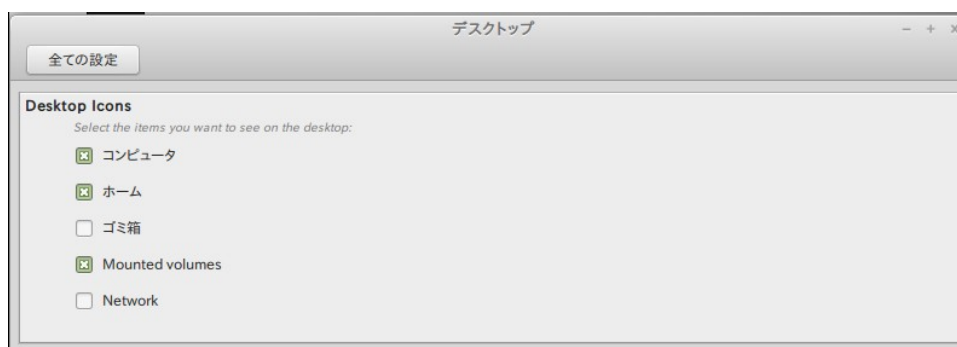 デスクトップ
全ての設定
Desktop Icons
Select the items you want to see on the desktop:
コンピュータ
ホーム
ゴミ箱
Mounted volumes
Network